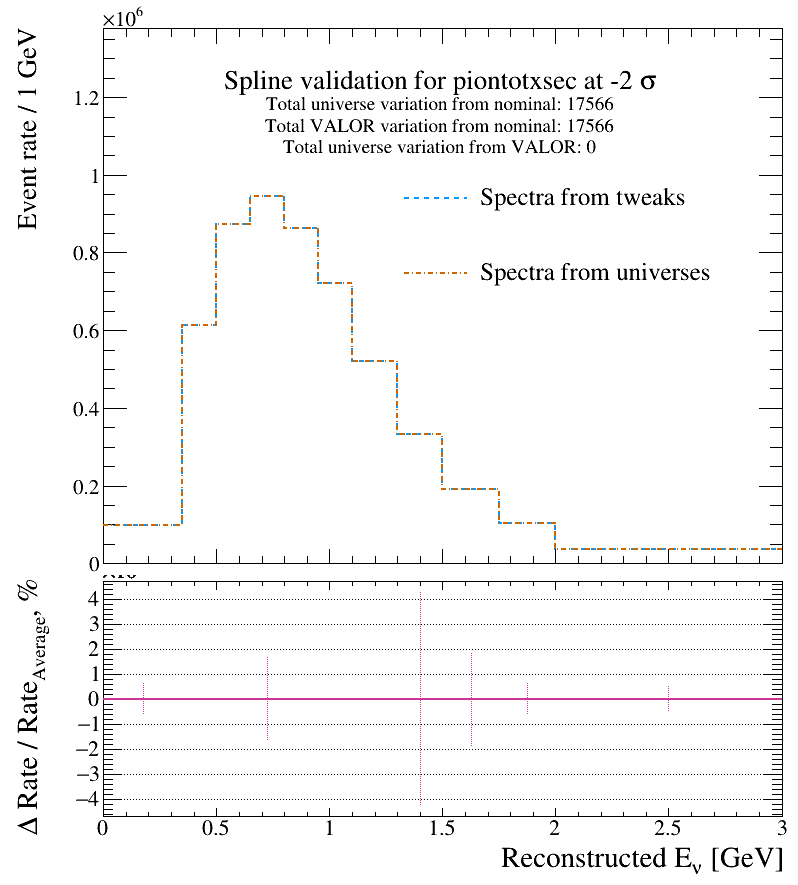 ×10⁶
Event rate / 1 GeV
Spline validation for piontotxsec at -2 σ
Total universe variation from nominal: 17566
Total VALOR variation from nominal: 17566
Total universe variation from VALOR: 0
Spectra from tweaks
Spectra from universes
1.2
1
0.8
0.6
0.4
0.2
0
Δ Rate / Rate_Average, %
4
3
2
1
0
−1
−2
−3
−4
0 0.5 1 1.5 2 2.5 3
Reconstructed E_ν [GeV]